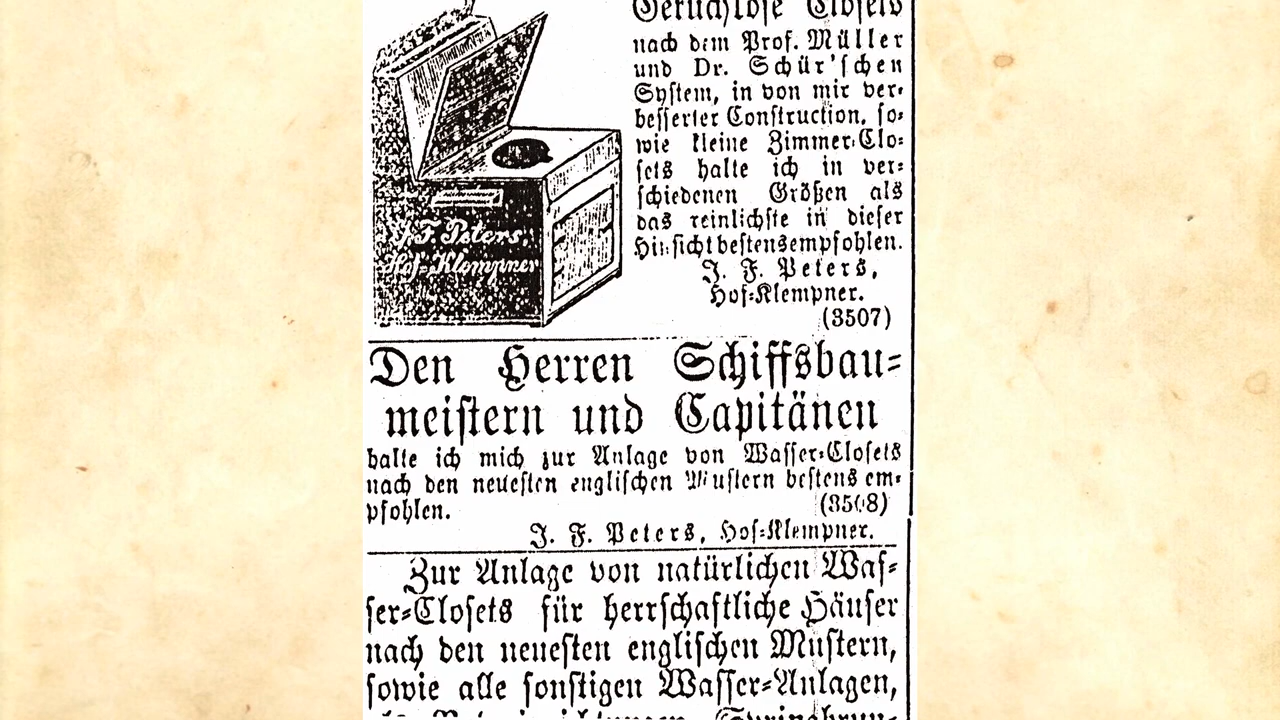 Geruchlose Closets
nach dem Prof. Müller
und Dr. Schür'schen
System, in von mir ver-
besserter Construction, so-
wie kleine Zimmer-Clo-
sets halte ich in ver-
schiedenen Größen als
das reinlichste in dieser
Hinsicht bestens empfohlen.
J. F. Peters,
Hof-Klempner.
(3507)
J. F. Peters,
Hof-Klempner
Den Herren Schiffsbau-
meistern und Capitänen
halte ich mich zur Anlage von Wasser-Closets
nach den neuesten englischen Mustern bestens em-
pfohlen. (3508)
J. F. Peters, Hof-Klempner.
Zur Anlage von natürlichen Was-
ser-Closets für herrschaftliche Häuser
nach den neuesten englischen Mustern,
sowie alle sonstigen Wasser-Anlagen,